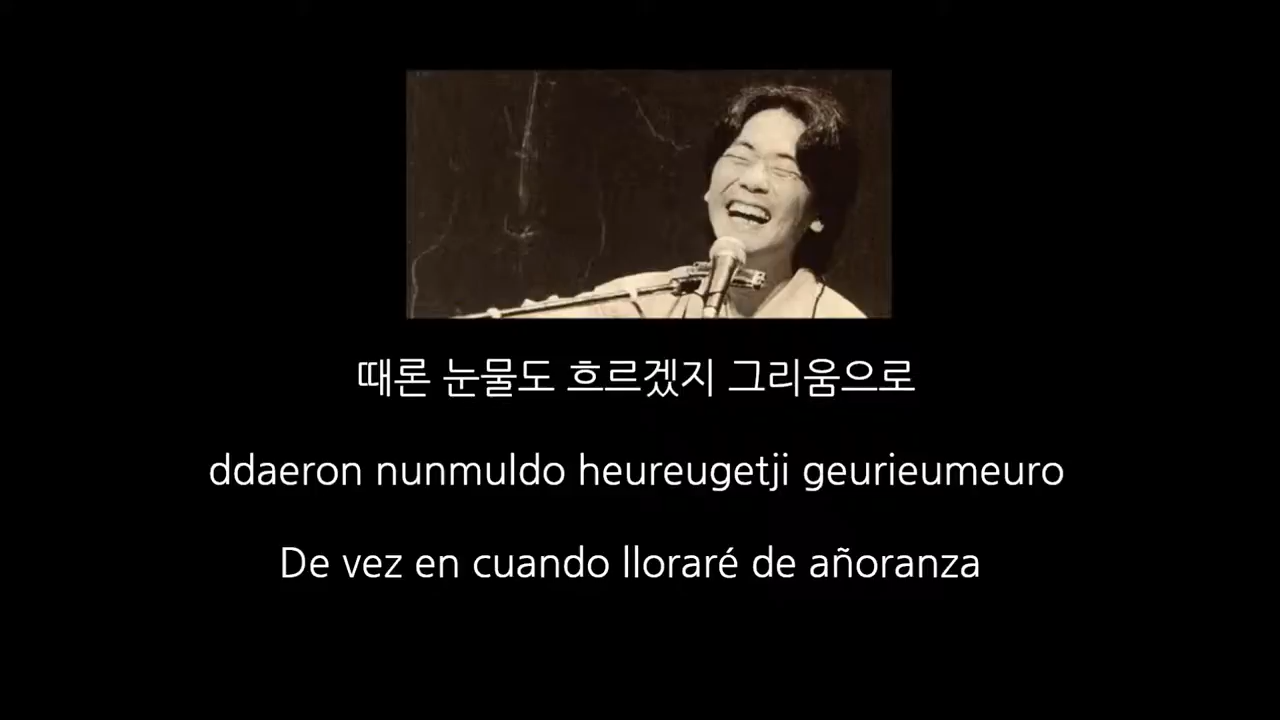 때론 눈물도 흐르겠지 그리움으로
ddaeron nunmuldo heureugetji geurieumeuro
De vez en cuando lloraré de añoranza